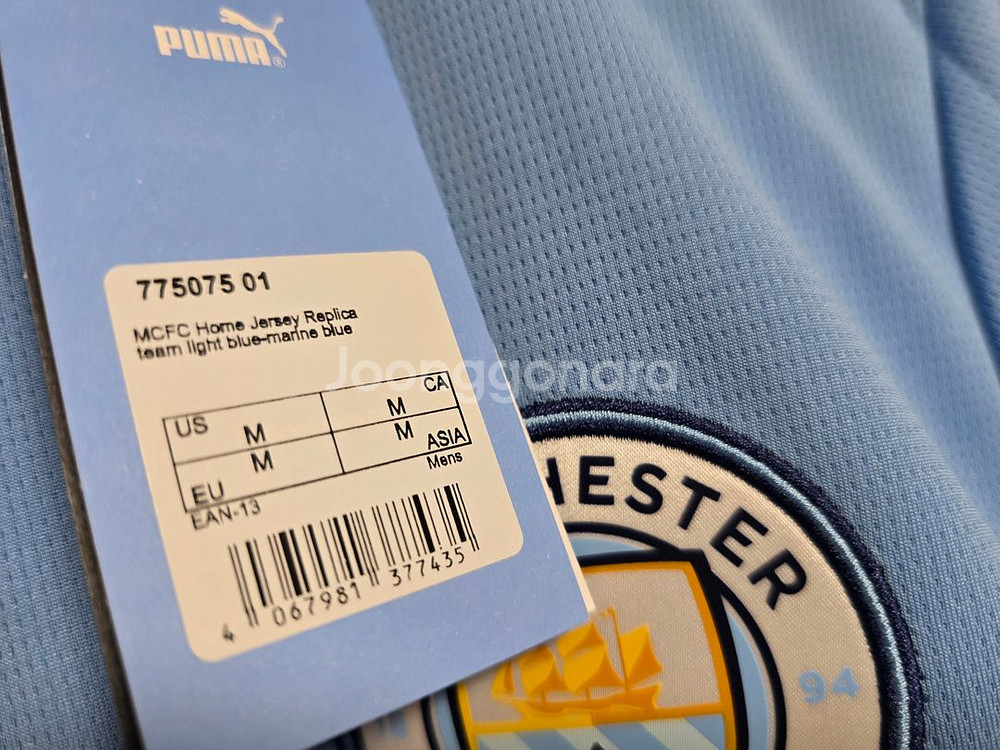 PUMA®
775075 01
MCFC Home Jersey Replica
team light blue-marine blue
Joonggonara
US M M CA
EU M M ASIA
EAN-13 Mens
4 067981 377435
HESTER
94